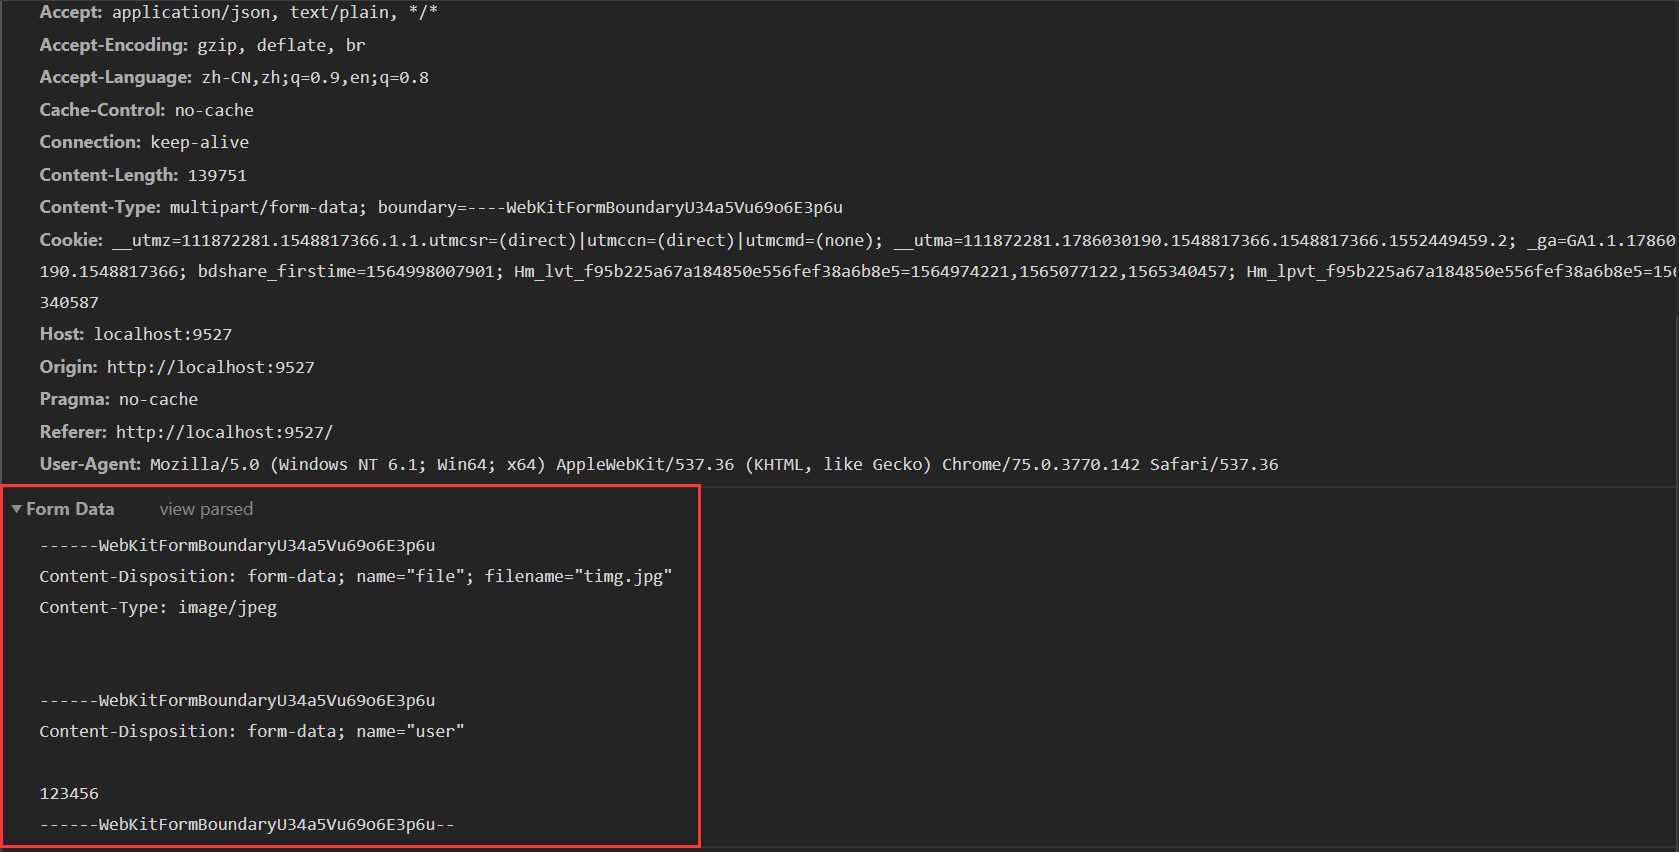 Accept: application/json, text/plain, */*
Accept-Encoding: gzip, deflate, br
Accept-Language: zh-CN,zh;q=0.9,en;q=0.8
Cache-Control: no-cache
Connection: keep-alive
Content-Length: 139751
Content-Type: multipart/form-data; boundary=----WebKitFormBoundaryU34a5Vu69o6E3p6u
Cookie: __utmz=111872281.1548817366.1.1.utmcsr=(direct)|utmccn=(direct)|utmcmd=(none); __utma=111872281.1786030190.1548817366.1548817366.1552449459.2; _ga=GA1.1.17860
190.1548817366; bdshare_firstime=1564998007901; Hm_lvt_f95b225a67a184850e556fef38a6b8e5=1564974221,1565077122,1565340457; Hm_lpvt_f95b225a67a184850e556fef38a6b8e5=156
340587
Host: localhost:9527
Origin: http://localhost:9527
Pragma: no-cache
Referer: http://localhost:9527/
User-Agent: Mozilla/5.0 (Windows NT 6.1; Win64; x64) AppleWebKit/537.36 (KHTML, like Gecko) Chrome/75.0.3770.142 Safari/537.36
Form Data view parsed
------WebKitFormBoundaryU34a5Vu69o6E3p6u
Content-Disposition: form-data; name="file"; filename="timg.jpg"
Content-Type: image/jpeg
------WebKitFormBoundaryU34a5Vu69o6E3p6u
Content-Disposition: form-data; name="user"
123456
------WebKitFormBoundaryU34a5Vu69o6E3p6u--